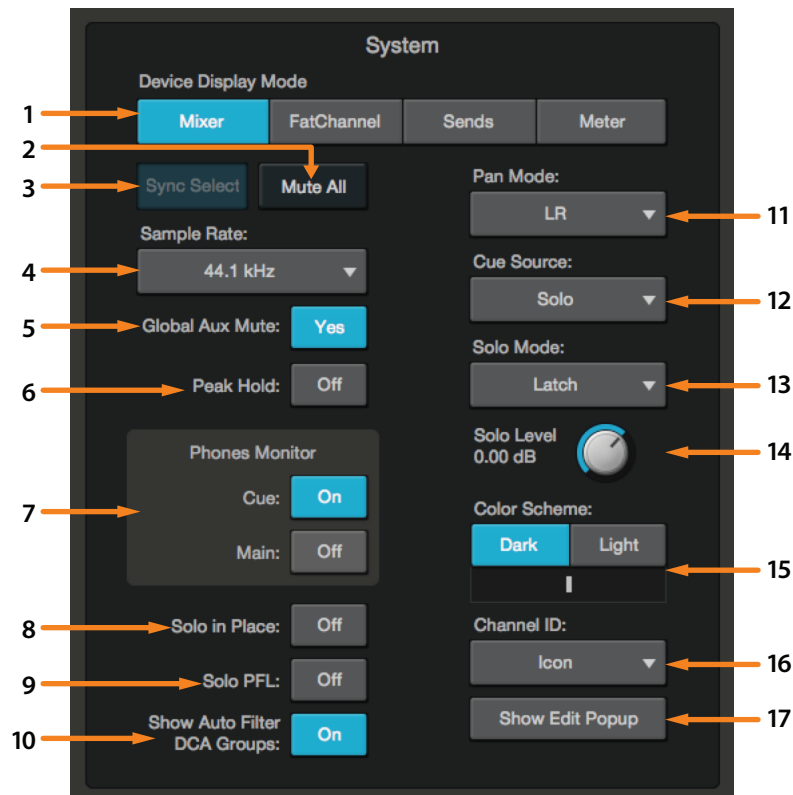 System
Device Display Mode
1 Mixer FatChannel Sends Meter
2
3 Sync Select Mute All
Sample Rate:
4 44.1 kHz
5 Global Aux Mute: Yes
6 Peak Hold: Off
Phones Monitor
7 Cue: On
Main: Off
8 Solo in Place: Off
9 Solo PFL: Off
Show Auto Filter
10 DCA Groups: On
Pan Mode:
LR 11
Cue Source:
Solo 12
Solo Mode:
Latch 13
Solo Level
0.00 dB 14
Color Scheme:
Dark Light
15
Channel ID:
Icon 16
Show Edit Popup 17